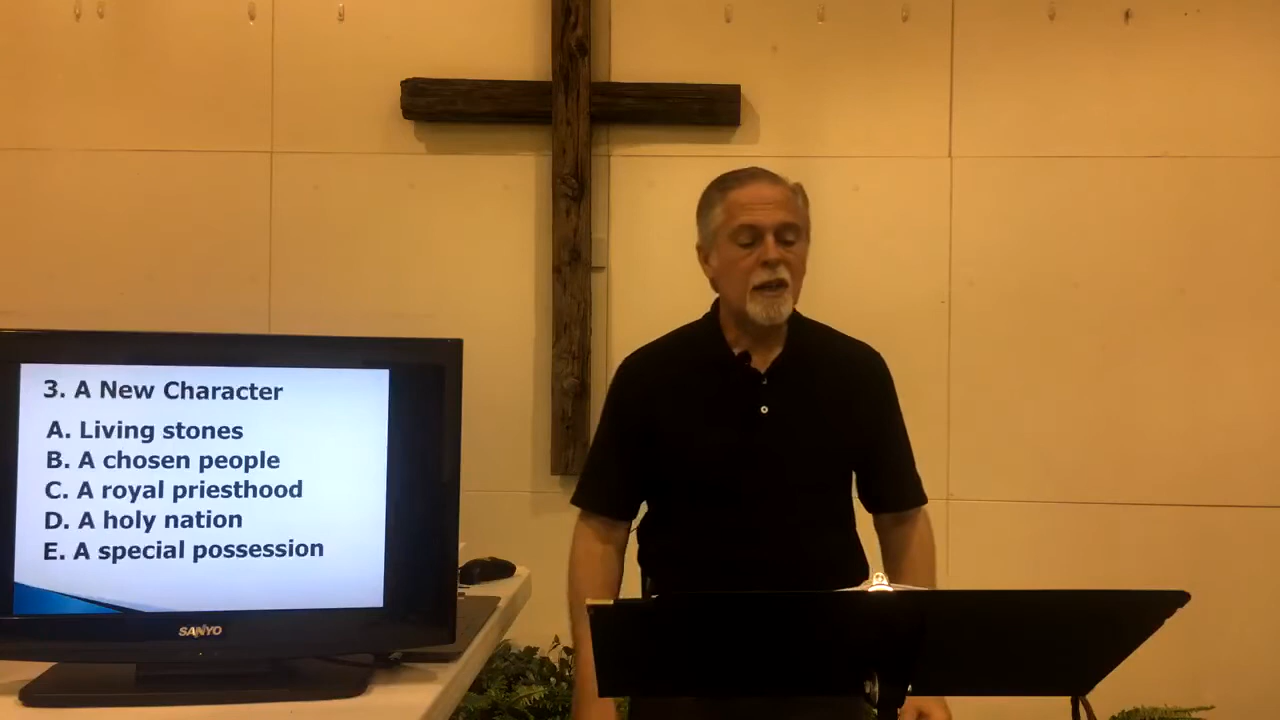 3. A New Character
A. Living stones
B. A chosen people
C. A royal priesthood
D. A holy nation
E. A special possession
SANYO